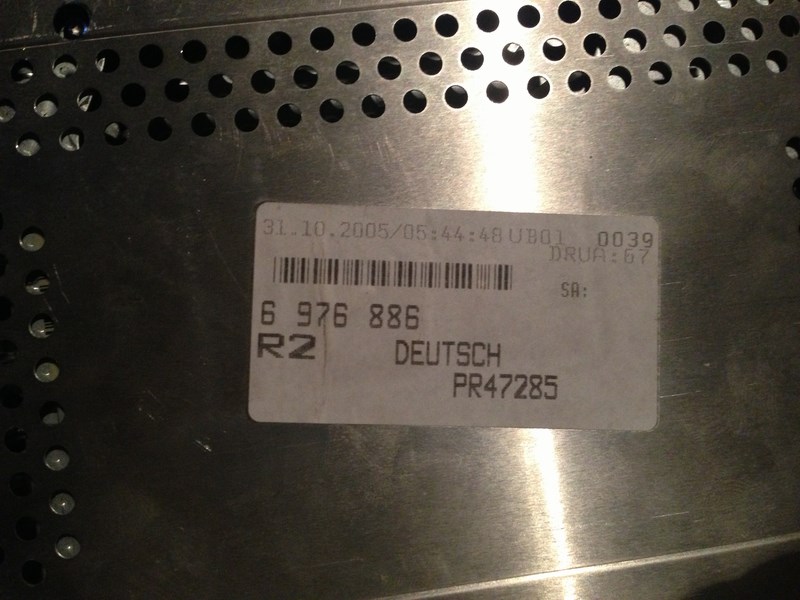 31.10.2005/05:44:48 UB01 0039
DRUA:67
SA:
6 976 886
R2 DEUTSCH
PR47285